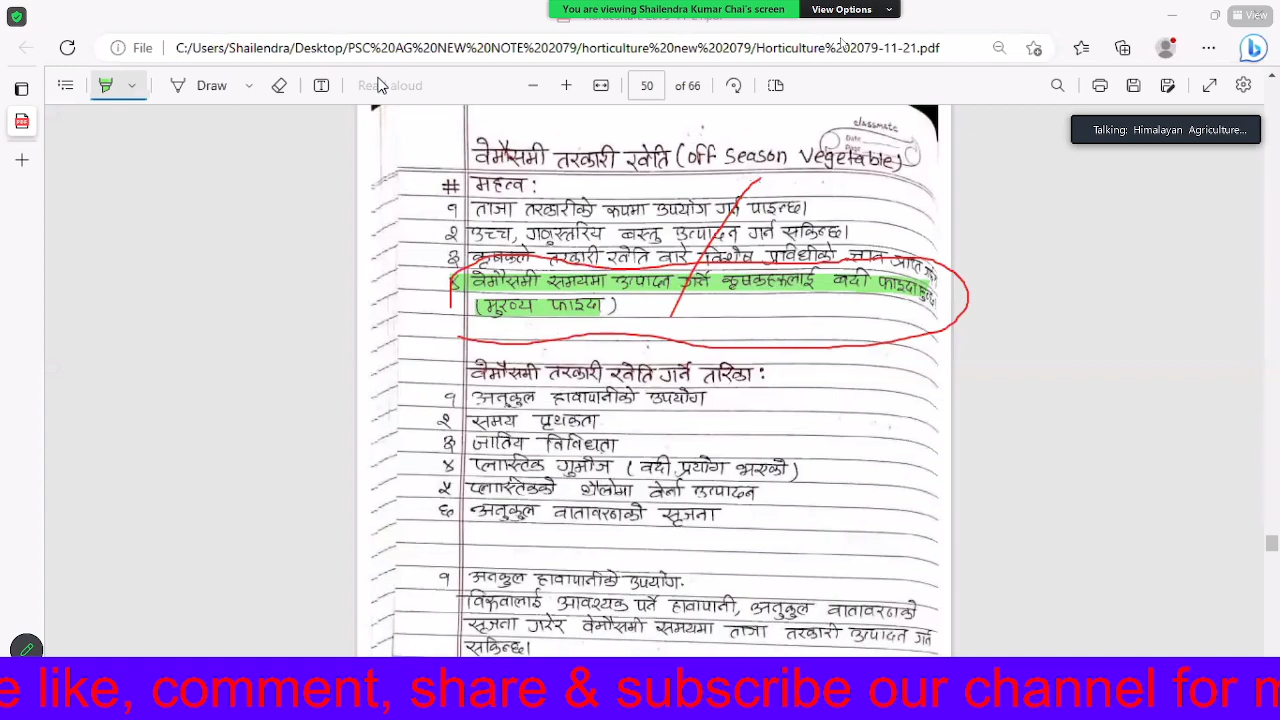 You are viewing Shailendra Kumar Chai's screen
View Options
View
File
C:/Users/Shailendra/Desktop/PSC%20AG%20NEW%20NOTE%202079/horticulture%20new%202079/Horticulture%202079-11-21.pdf
Draw
Read aloud
50 of 66
Talking: Himalayan Agriculture...
classmate
Date
Page
वेमौसमी तरकारी खेति (off Season Vegetable)
# महत्व :
१ ताजा तरकारीको रुपमा उपयोग गर्न पाइन्छ।
२ उच्च, गुणस्तरिय वस्तु उत्पादन गर्न सकिन्छ।
३ कृषकले तरकारी खेति बारे विशेष प्रविधीको ज्ञान प्राप्त
४ वेमौसमी समयमा उत्पादन गर्ने कृषकहरुलाई बढी फाइदा हुन्छ
(मुख्य फाइदा)
वेमौसमी तरकारी खेति गर्ने तरिका :
१ अनुकुल हावापानीको उपयोग
२ समय पृथकता
३ जातिय विविधता
४ प्लास्तिक गुमोज (बढी प्रयोग भएको)
५ प्लास्तिकको थैलोमा वेर्ना उत्पादन
६ अनुकुल वातावरणको सृजना
१ अनुकुल हावापानीको उपयोग:
विरुवालाई आवश्यक पर्ने हावापानी, अनुकुल वातावरणको
सृजना गरेर वेमौसमी समयमा ताजा तरकारी उत्पादन गर्न
सकिन्छ।
e like, comment, share & subscribe our channel for m